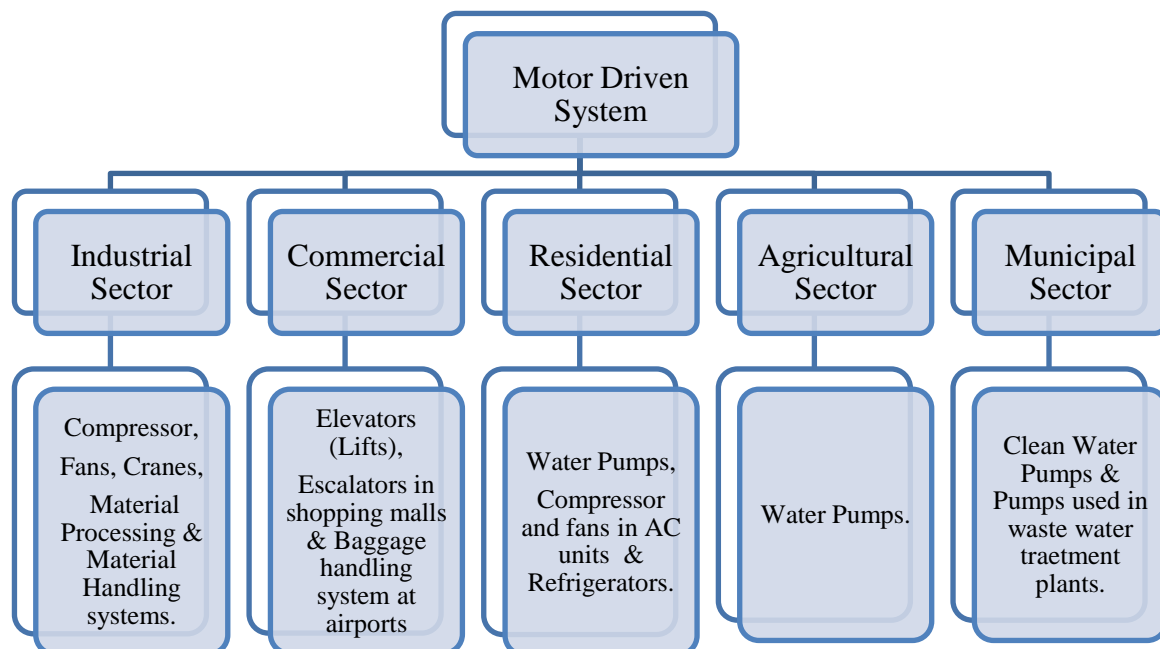 Motor Driven
System
Industrial
Sector
Commercial
Sector
Residential
Sector
Agricultural
Sector
Municipal
Sector
Compressor,
Fans, Cranes,
Material
Processing &
Material
Handling
systems.
Elevators
(Lifts),
Escalators in
shopping malls
& Baggage
handling
system at
airports
Water Pumps,
Compressor
and fans in AC
units & 
Refrigerators.
Water Pumps.
Clean Water
Pumps &
Pumps used in
waste water
traetment
plants.